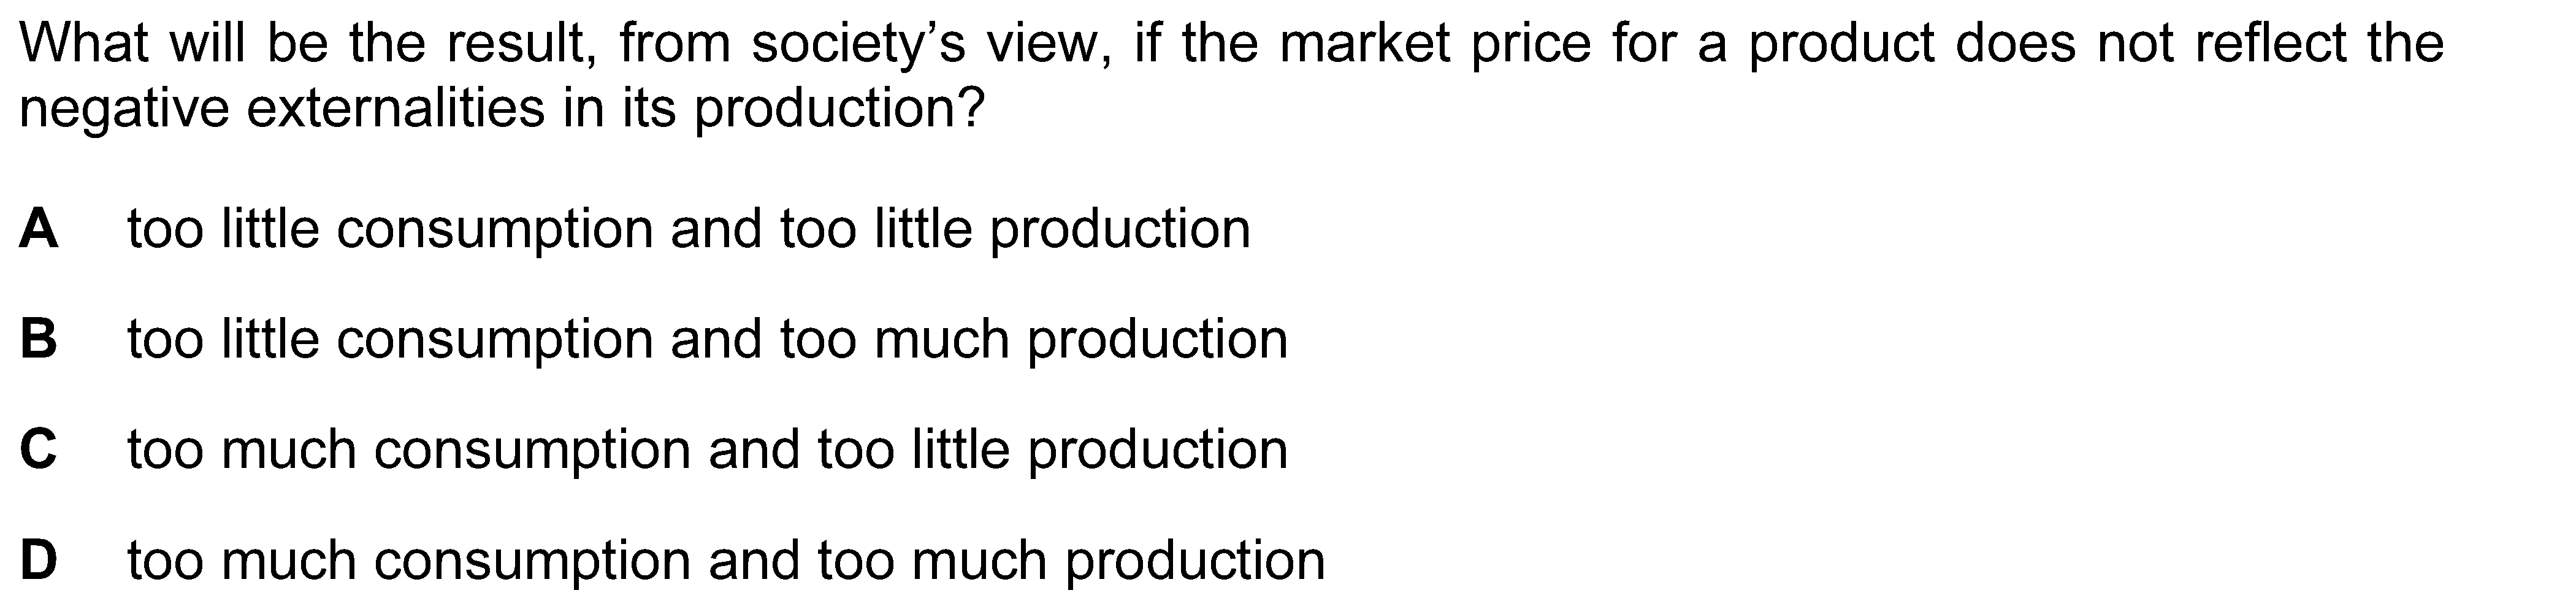 What will be the result, from society’s view, if the market price for a product does not reflect the
negative externalities in its production?
A too little consumption and too little production
B too little consumption and too much production
C too much consumption and too little production
D too much consumption and too much production